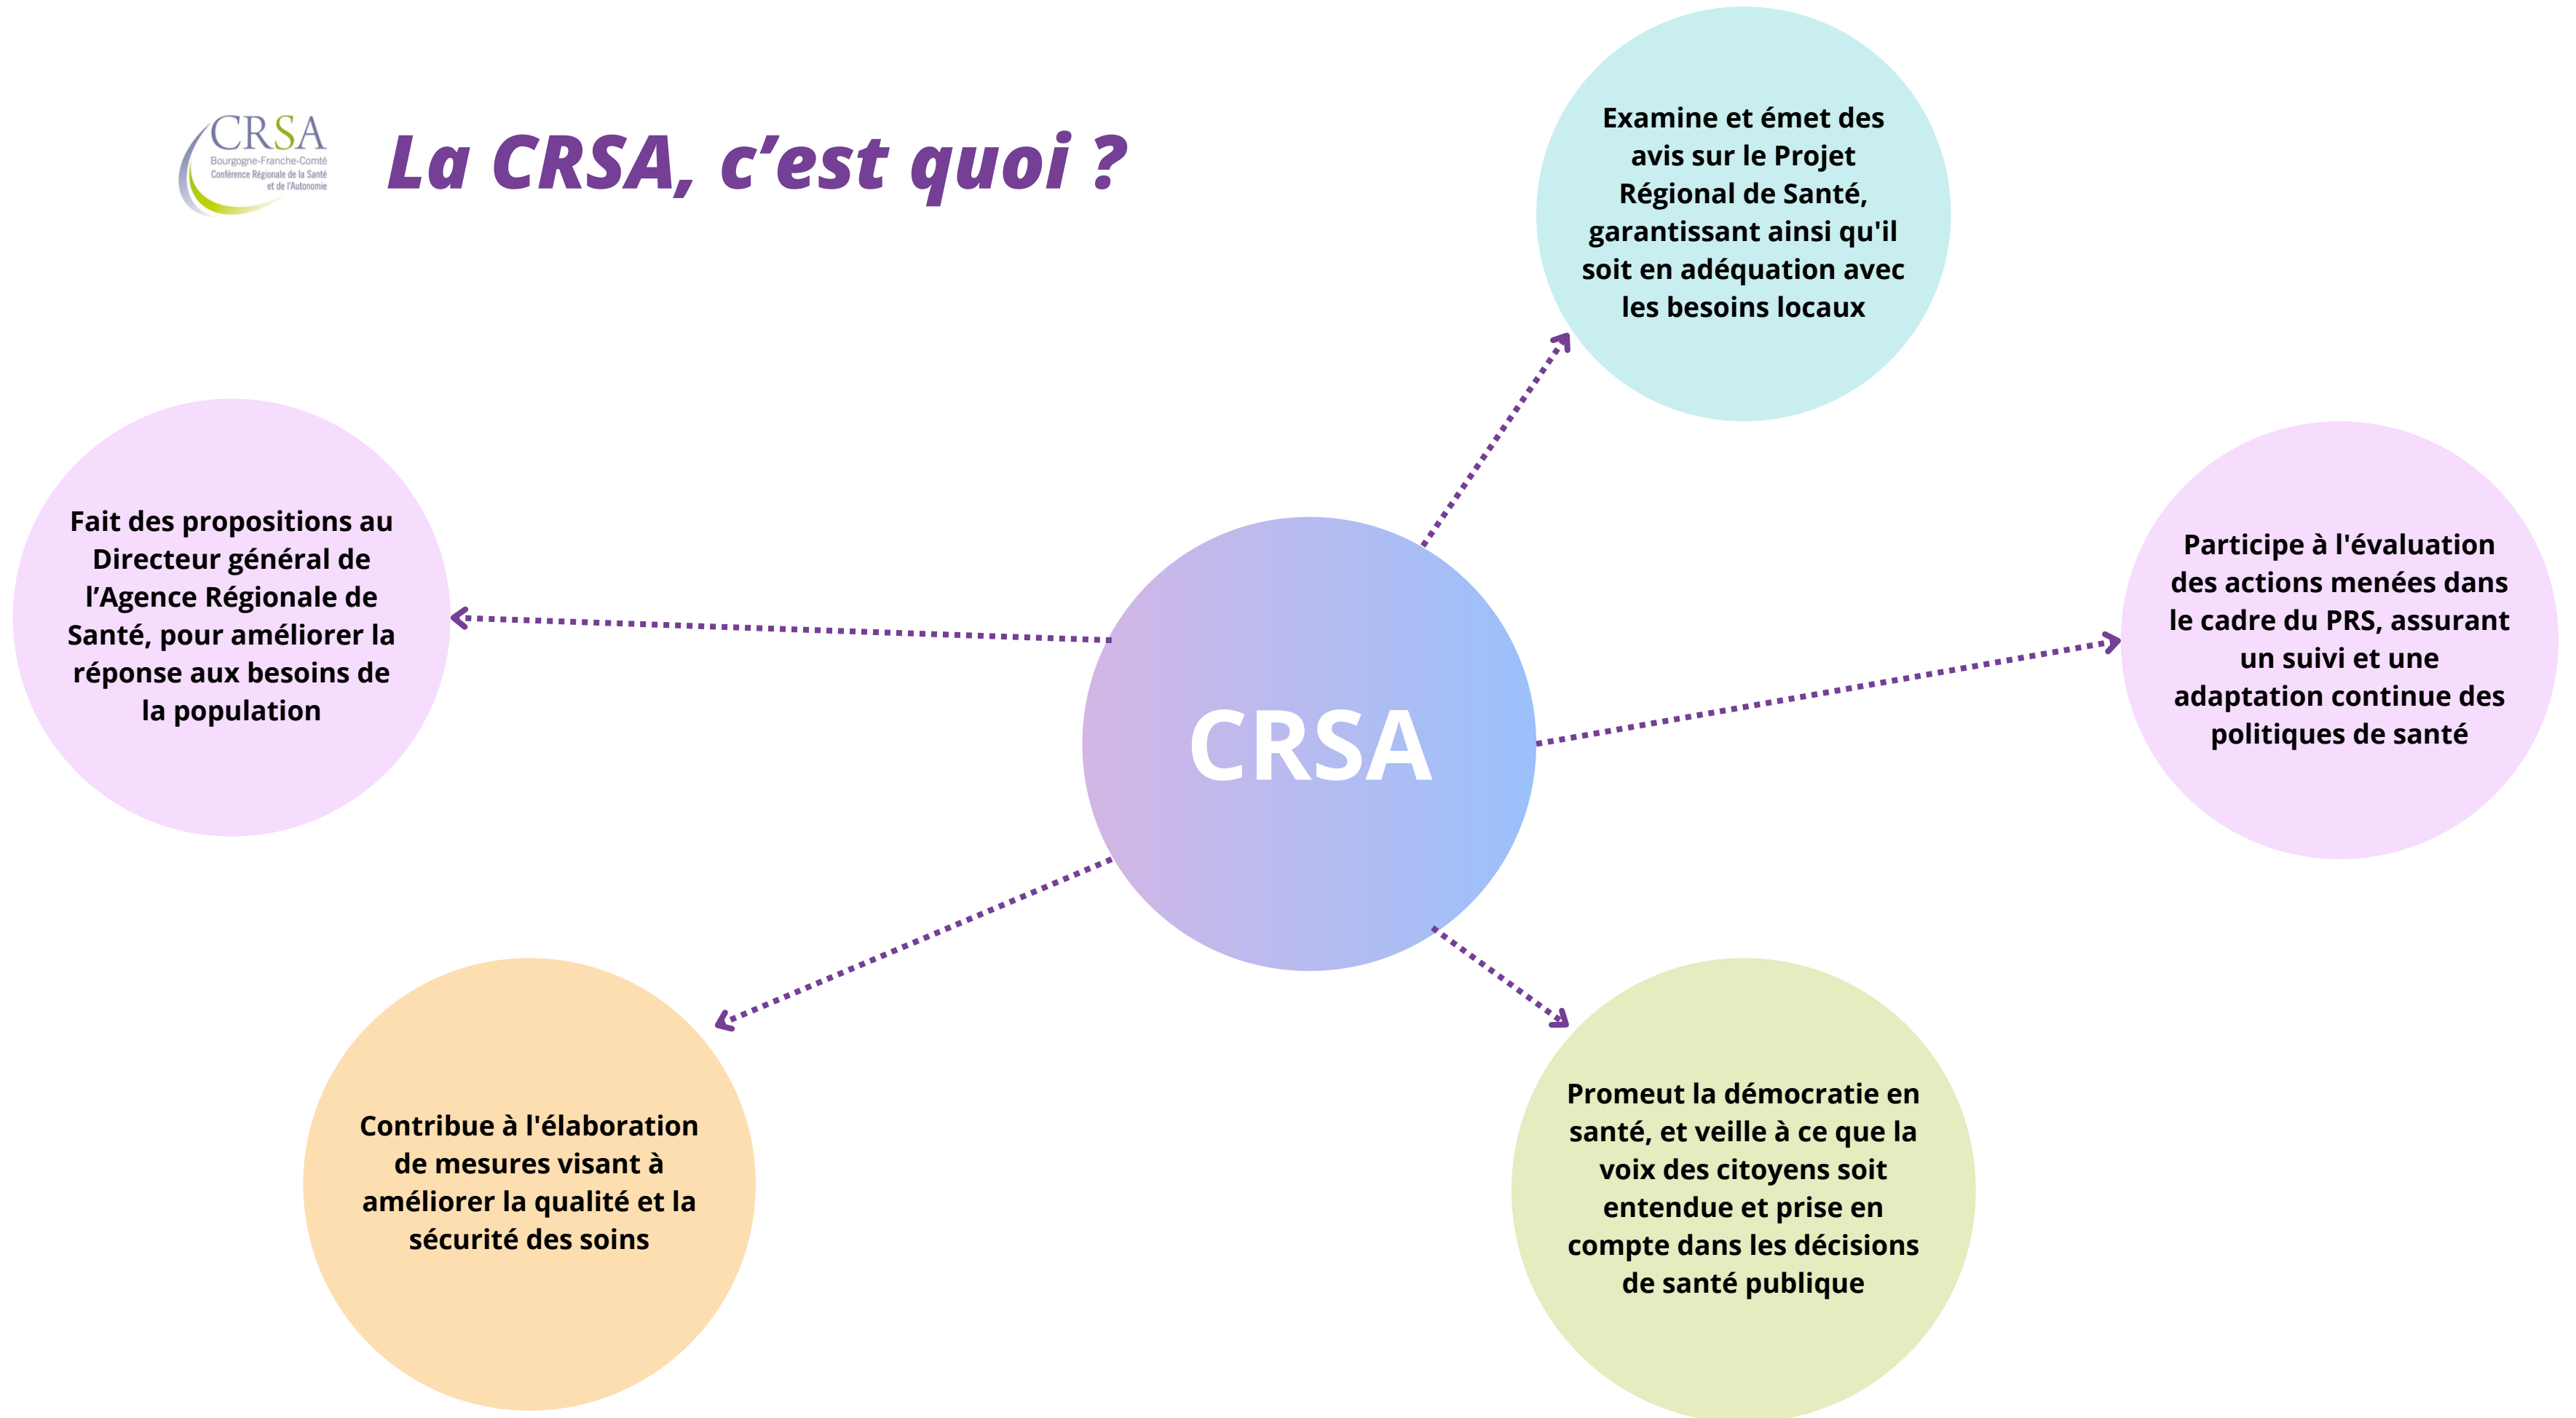 CRSA
Bourgogne-Franche-Comté
Conférence Régionale de la Santé
et de l'Autonomie
La CRSA, c’est quoi ?
Examine et émet des
avis sur le Projet
Régional de Santé,
garantissant ainsi qu'il
soit en adéquation avec
les besoins locaux
Fait des propositions au
Directeur général de
l’Agence Régionale de
Santé, pour améliorer la
réponse aux besoins de
la population
Participe à l'évaluation
des actions menées dans
le cadre du PRS, assurant
un suivi et une
adaptation continue des
politiques de santé
CRSA
Contribue à l'élaboration
de mesures visant à
améliorer la qualité et la
sécurité des soins
Promeut la démocratie en
santé, et veille à ce que la
voix des citoyens soit
entendue et prise en
compte dans les décisions
de santé publique